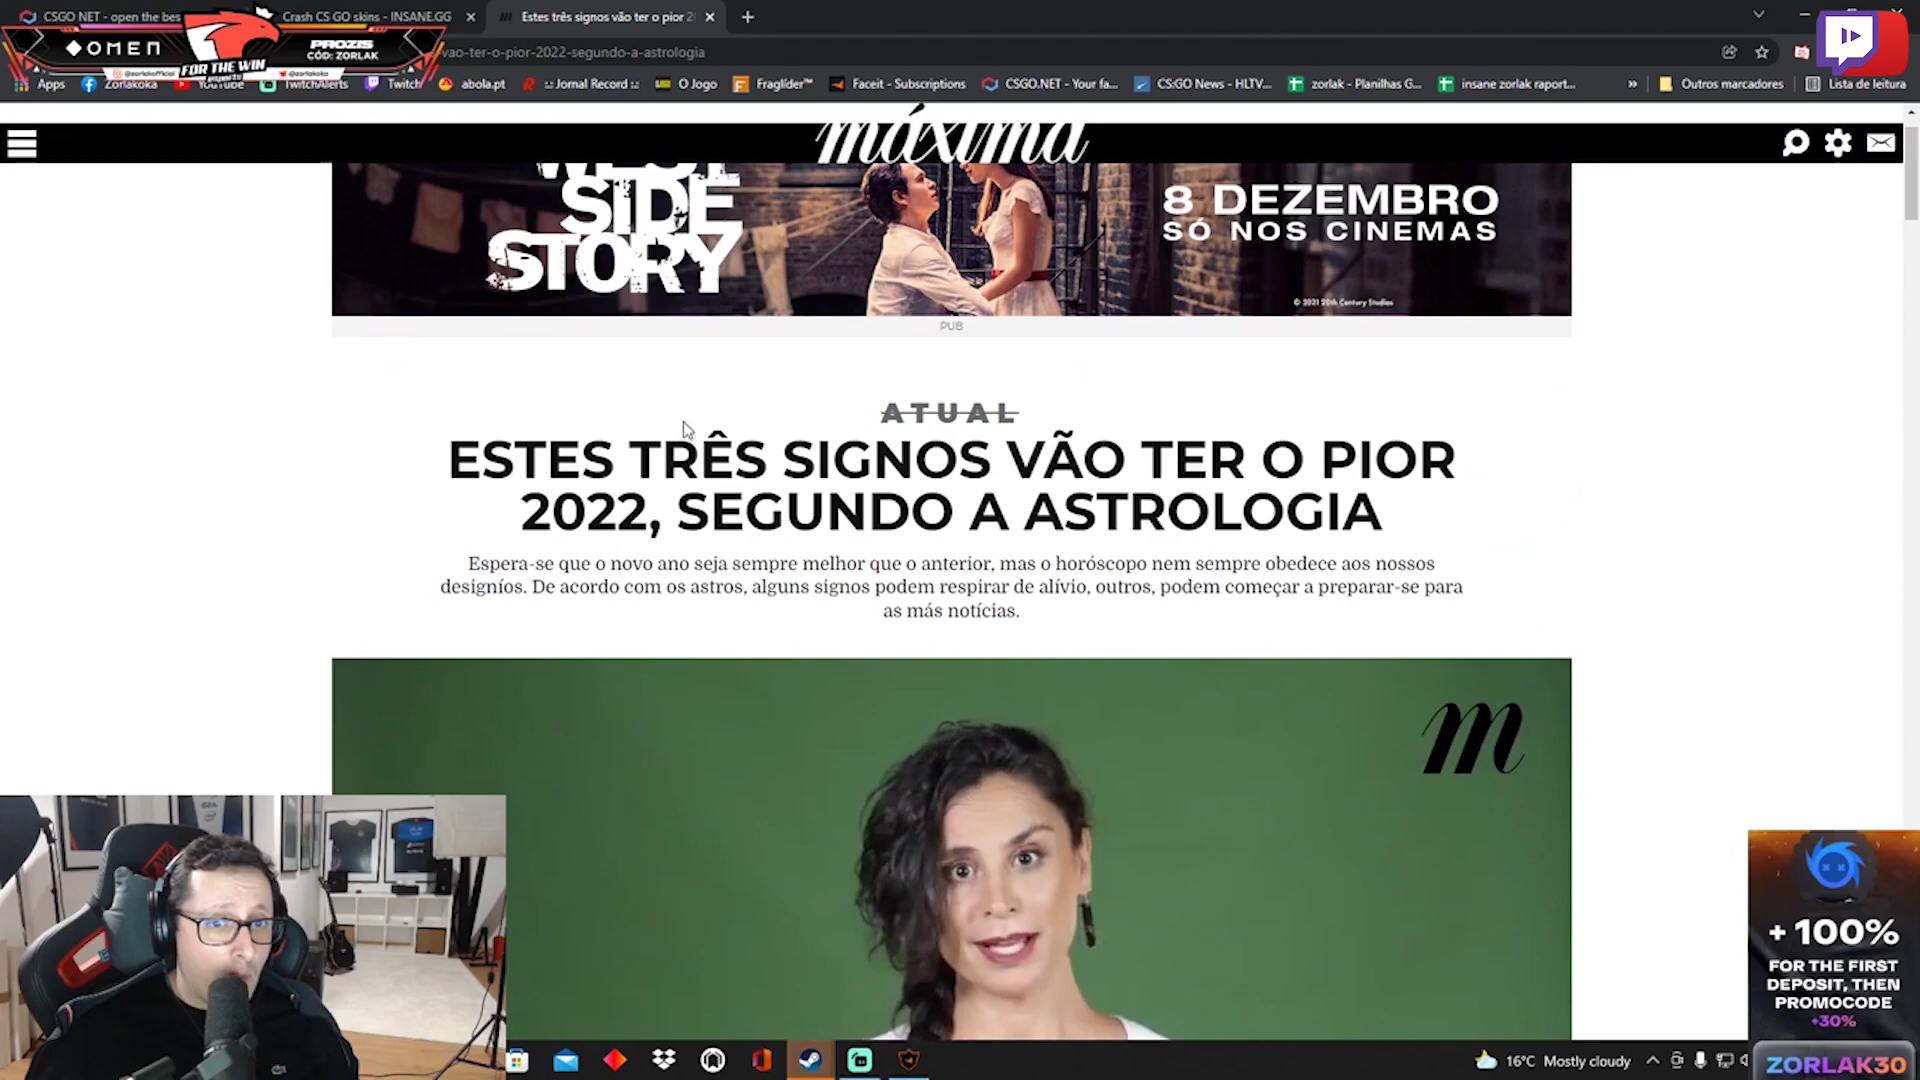 CSGO NET - open the bes
Crash CS GO skins - INSANE.GG
Estes três signos vão ter o pior 2
OMEN
PROZIS
CÓD: ZORLAK
FOR THE WIN
esports
@zorlakofficial
@zorlakoka
vao-ter-o-pior-2022-segundo-a-astrologia
Apps
Zorlakoka
YouTube
TwitchAlerts
Twitch
abola.pt
:::Jornal Record :::
O Jogo
Fraglíder™
Faceit - Subscriptions
CSGO.NET - Your fa...
CS:GO News - HLTV...
zorlak - Planilhas G...
insane zorlak raport...
»
Outros marcadores
Lista de leitura
máxima
WEST
SIDE
STORY
8 DEZEMBRO
SÓ NOS CINEMAS
© 2021 20th Century Studios
PUB
ATUAL
ESTES TRÊS SIGNOS VÃO TER O PIOR
2022, SEGUNDO A ASTROLOGIA
Espera-se que o novo ano seja sempre melhor que o anterior, mas o horóscopo nem sempre obedece aos nossos
designíos. De acordo com os astros, alguns signos podem respirar de alívio, outros, podem começar a preparar-se para
as más notícias.
m
+ 100%
FOR THE FIRST
DEPOSIT, THEN
PROMOCODE
+30%
ZORLAK30
16°C Mostly cloudy